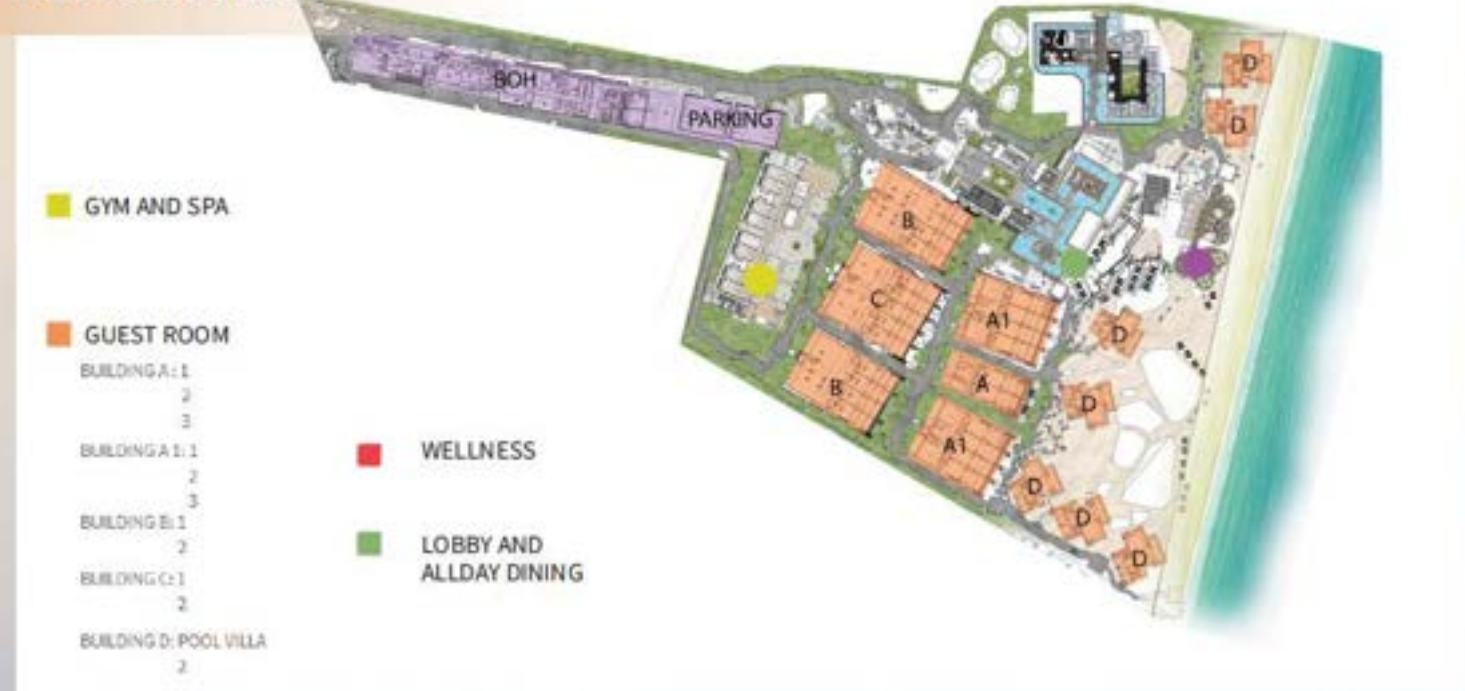 GYM AND SPA
GUEST ROOM
BUILDING A: 1
2
3
BUILDING A1: 1
2
3
BUILDING B: 1
2
BUILDING C: 1
2
BUILDING D: POOL VILLA
2
WELLNESS
LOBBY AND
ALLDAY DINING
BOH
PARKING
D
D
B
C
A1
D
B
A
D
A1
D
D
D